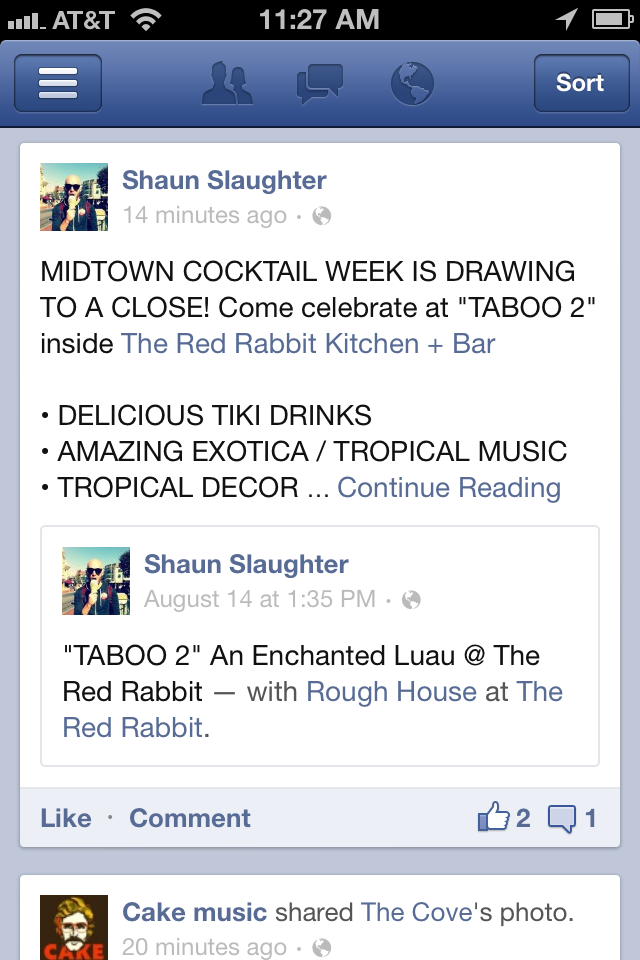 AT&T 11:27 AM
Sort
Shaun Slaughter
14 minutes ago ·
MIDTOWN COCKTAIL WEEK IS DRAWING
TO A CLOSE! Come celebrate at "TABOO 2"
inside The Red Rabbit Kitchen + Bar
• DELICIOUS TIKI DRINKS
• AMAZING EXOTICA / TROPICAL MUSIC
• TROPICAL DECOR ... Continue Reading
Shaun Slaughter
August 14 at 1:35 PM ·
"TABOO 2" An Enchanted Luau @ The
Red Rabbit — with Rough House at The
Red Rabbit.
Like · Comment 2 1
Cake music shared The Cove's photo.
20 minutes ago ·
CAKE